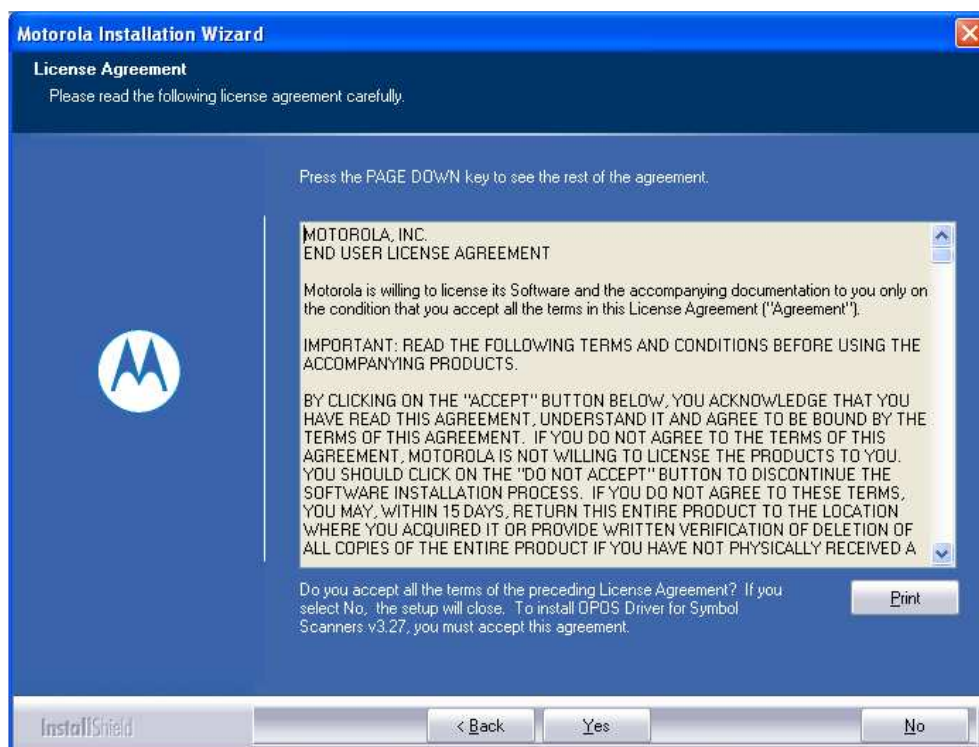 Motorola Installation Wizard
License Agreement
Please read the following license agreement carefully.
Press the PAGE DOWN key to see the rest of the agreement.
MOTOROLA, INC.
END USER LICENSE AGREEMENT
Motorola is willing to license its Software and the accompanying documentation to you only on
the condition that you accept all the terms in this License Agreement ("Agreement").
IMPORTANT: READ THE FOLLOWING TERMS AND CONDITIONS BEFORE USING THE
ACCOMPANYING PRODUCTS.
BY CLICKING ON THE "ACCEPT" BUTTON BELOW, YOU ACKNOWLEDGE THAT YOU
HAVE READ THIS AGREEMENT, UNDERSTAND IT AND AGREE TO BE BOUND BY THE
TERMS OF THIS AGREEMENT. IF YOU DO NOT AGREE TO THE TERMS OF THIS
AGREEMENT, MOTOROLA IS NOT WILLING TO LICENSE THE PRODUCTS TO YOU.
YOU SHOULD CLICK ON THE "DO NOT ACCEPT" BUTTON TO DISCONTINUE THE
SOFTWARE INSTALLATION PROCESS. IF YOU DO NOT AGREE TO THESE TERMS,
YOU MAY, WITHIN 15 DAYS, RETURN THIS ENTIRE PRODUCT TO THE LOCATION
WHERE YOU ACQUIRED IT OR PROVIDE WRITTEN VERIFICATION OF DELETION OF
ALL COPIES OF THE ENTIRE PRODUCT IF YOU HAVE NOT PHYSICALLY RECEIVED A
Do you accept all the terms of the preceding License Agreement? If you
select No, the setup will close. To install OPOS Driver for Symbol
Scanners v3.27, you must accept this agreement.
Print
InstallShield
< Back
Yes
No